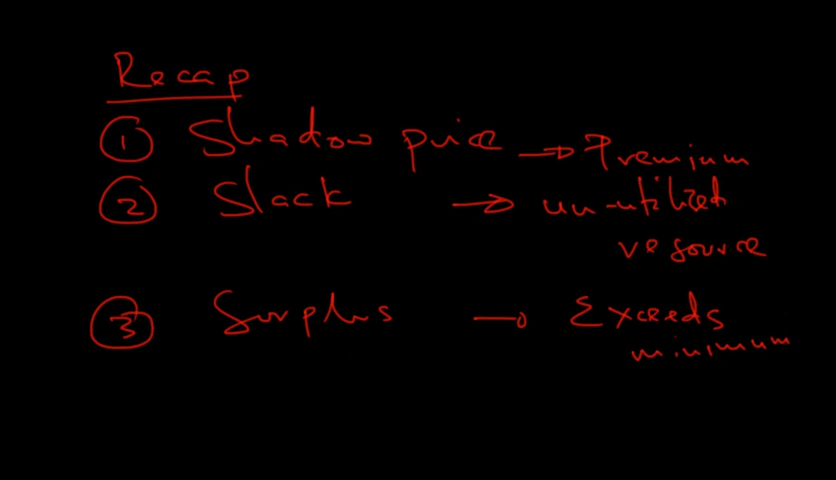 Recap
① Shadow price → Premium
② Slack → un-utilized
resource
③ Surplus → Exceeds
minimum